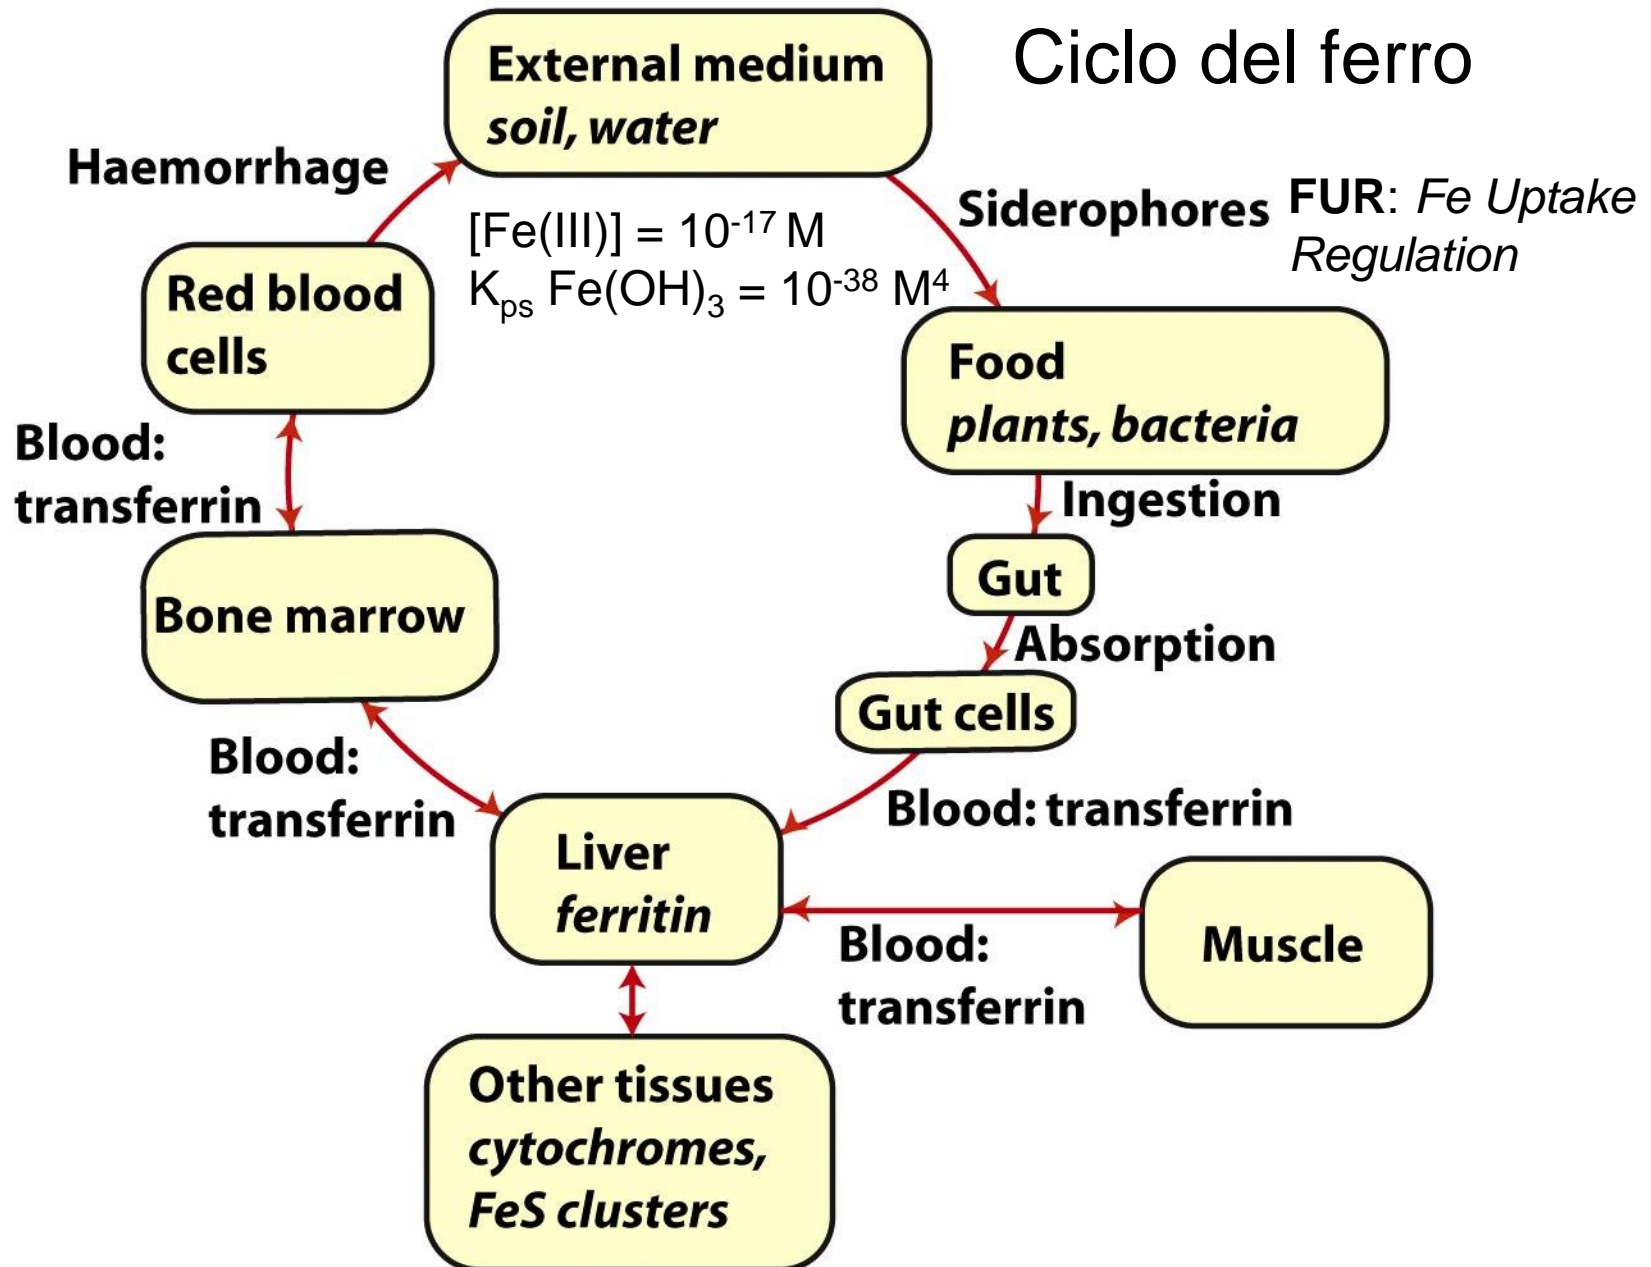 Ciclo del ferro
External medium
soil, water
Haemorrhage
Siderophores
FUR: Fe Uptake
Regulation
[Fe(III)] = 10⁻¹⁷ M
Kₚₛ Fe(OH)₃ = 10⁻³⁸ M⁴
Red blood
cells
Food
plants, bacteria
Blood:
transferrin
Ingestion
Gut
Bone marrow
Absorption
Gut cells
Blood:
transferrin
Blood: transferrin
Liver
ferritin
Blood:
transferrin
Muscle
Other tissues
cytochromes,
FeS clusters